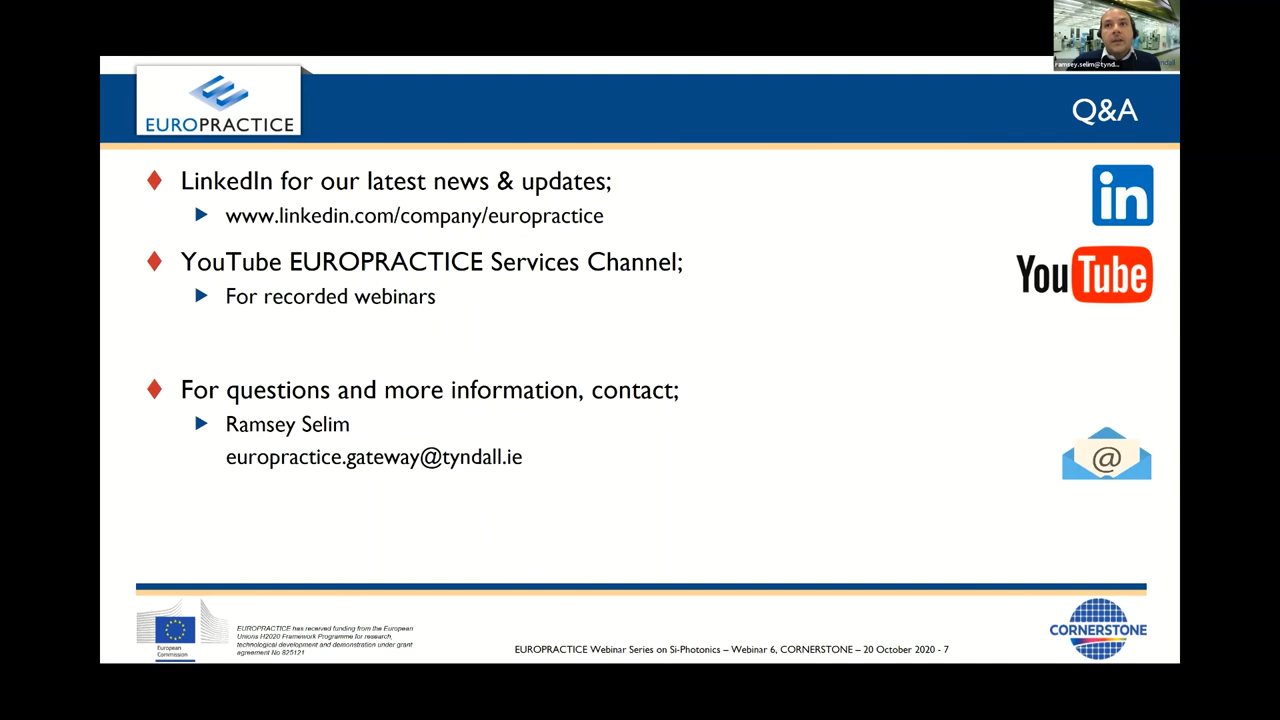 ramsey.selim@tynd...
EUROPRACTICE
Q&A
LinkedIn for our latest news & updates;
www.linkedin.com/company/europractice
in
YouTube EUROPRACTICE Services Channel;
YouTube
For recorded webinars
For questions and more information, contact;
Ramsey Selim
europractice.gateway@tyndall.ie
@
European
Commission
EUROPRACTICE has received funding from the European
Unions H2020 Framework Programme for research,
technological development and demonstration under grant
agreement No 825121
EUROPRACTICE Webinar Series on Si-Photonics – Webinar 6, CORNERSTONE – 20 October 2020 - 7
CORNERSTONE